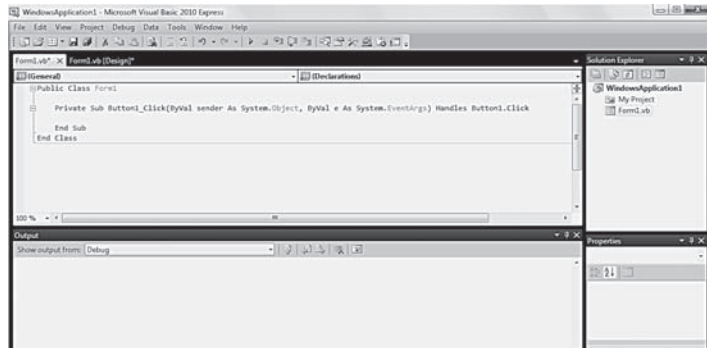 WindowsApplication1 - Microsoft Visual Basic 2010 Express
File Edit View Project Debug Data Tools Window Help
Form1.vb* Form1.vb [Design]*
(General) (Declarations)
Public Class Form1
Private Sub Button1_Click(ByVal sender As System.Object, ByVal e As System.EventArgs) Handles Button1.Click
End Sub
End Class
100 %
Output
Show output from: Debug
Solution Explorer
WindowsApplication1
My Project
Form1.vb
Properties